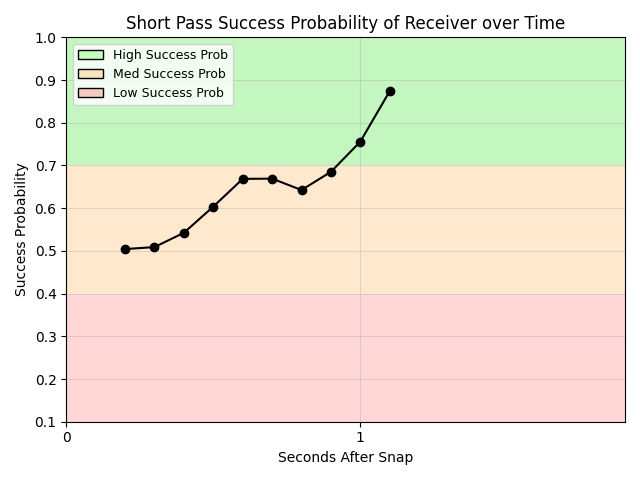 Short Pass Success Probability of Receiver over Time
High Success Prob
Med Success Prob
Low Success Prob
1.0
0.9
0.8
0.7
0.6
0.5
0.4
0.3
0.2
0.1
Success Probability
0 1
Seconds After Snap